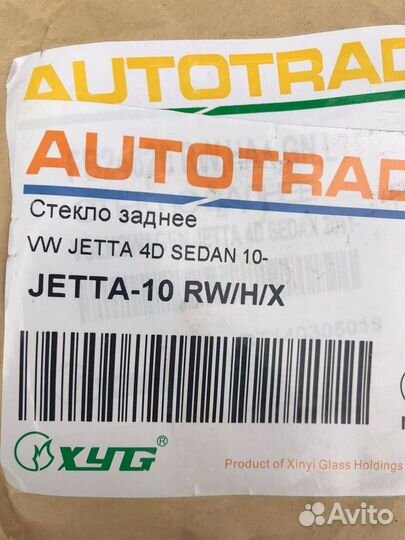 AUTOTRAD
AUTOTRAD
Стекло заднее
VW JETTA 4D SEDAN 10-
JETTA-10 RW/H/X
XYG®
Product of Xinyi Glass Holdings
Avito